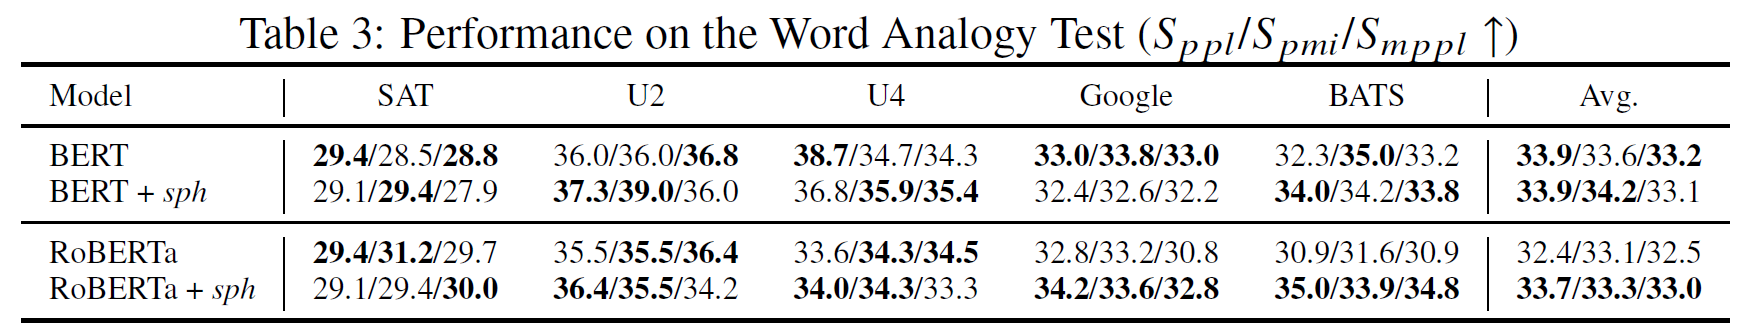 Table 3: Performance on the Word Analogy Test (Sppl/Spmi/Smppl ↑)
Model SAT U2 U4 Google BATS Avg.
BERT 29.4/28.5/28.8 36.0/36.0/36.8 38.7/34.7/34.3 33.0/33.8/33.0 32.3/35.0/33.2 33.9/33.6/33.2
BERT + sph 29.1/29.4/27.9 37.3/39.0/36.0 36.8/35.9/35.4 32.4/32.6/32.2 34.0/34.2/33.8 33.9/34.2/33.1
RoBERTa 29.4/31.2/29.7 35.5/35.5/36.4 33.6/34.3/34.5 32.8/33.2/30.8 30.9/31.6/30.9 32.4/33.1/32.5
RoBERTa + sph 29.1/29.4/30.0 36.4/35.5/34.2 34.0/34.3/33.3 34.2/33.6/32.8 35.0/33.9/34.8 33.7/33.3/33.0